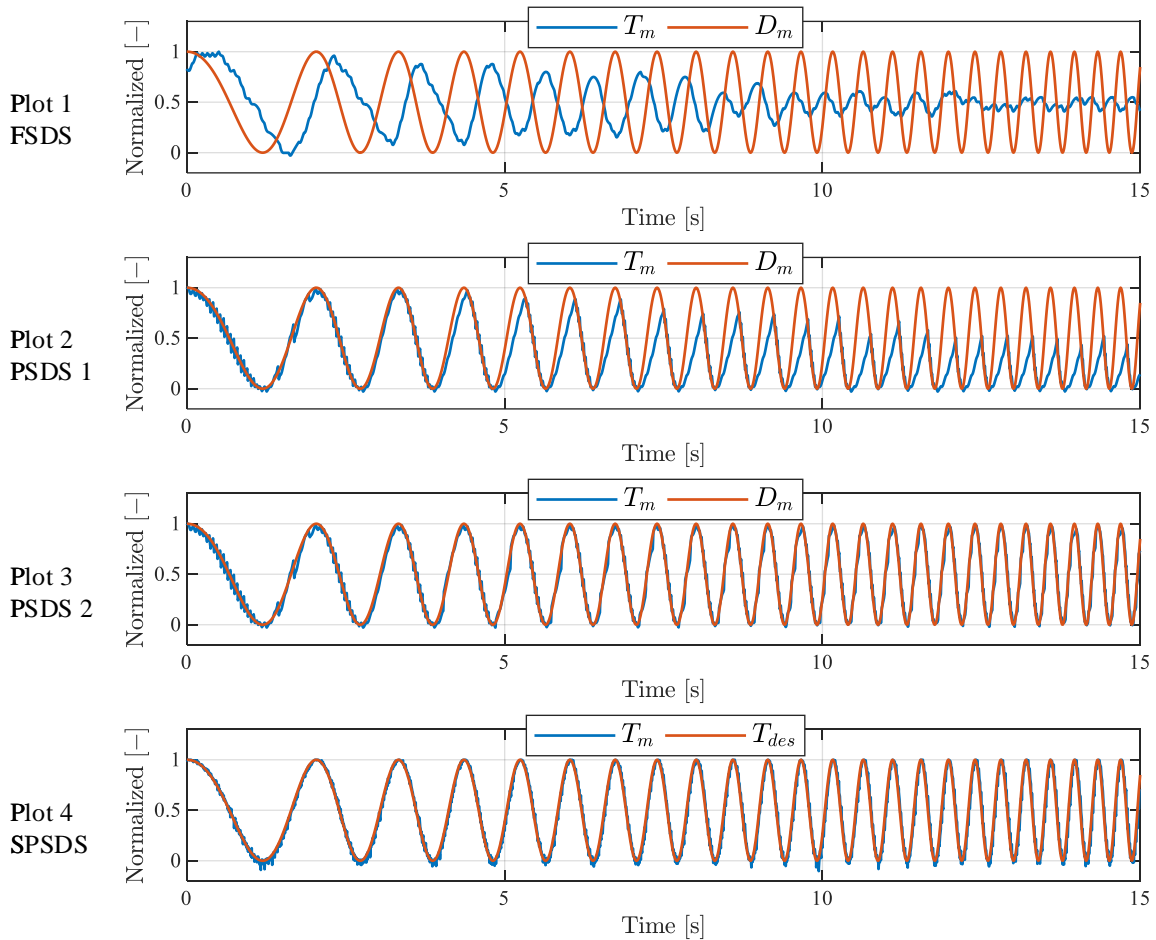 Plot 1
FSDS
Normalized [−]
T_m D_m
1
0.5
0
0 5 10 15
Time [s]
Plot 2
PSDS 1
Normalized [−]
T_m D_m
1
0.5
0
0 5 10 15
Time [s]
Plot 3
PSDS 2
Normalized [−]
T_m D_m
1
0.5
0
0 5 10 15
Time [s]
Plot 4
SPSDS
Normalized [−]
T_m T_des
1
0.5
0
0 5 10 15
Time [s]